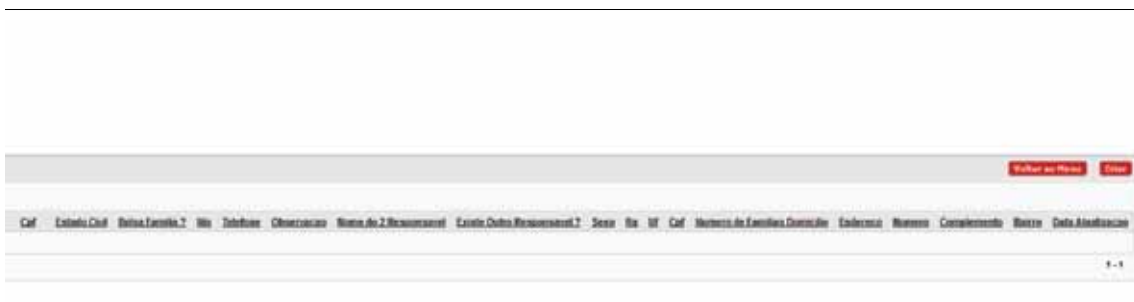 Voltar ao Menu Criar
Cpf Estado Civil Bolsa Familia ? Nis Telefone Observacao Nome do 2 Responsavel Existe Outro Responsavel ? Sexo Rg Uf Cpf Numero de Familias Domicilio Endereco Numero Complemento Bairro Data Atualizacao
1 - 1